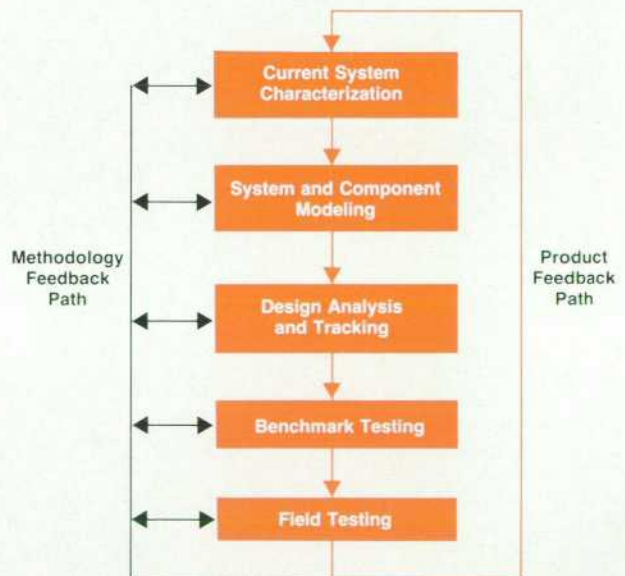 Current System
Characterization
System and Component
Modeling
Methodology
Feedback
Path
Product
Feedback
Path
Design Analysis
and Tracking
Benchmark Testing
Field Testing